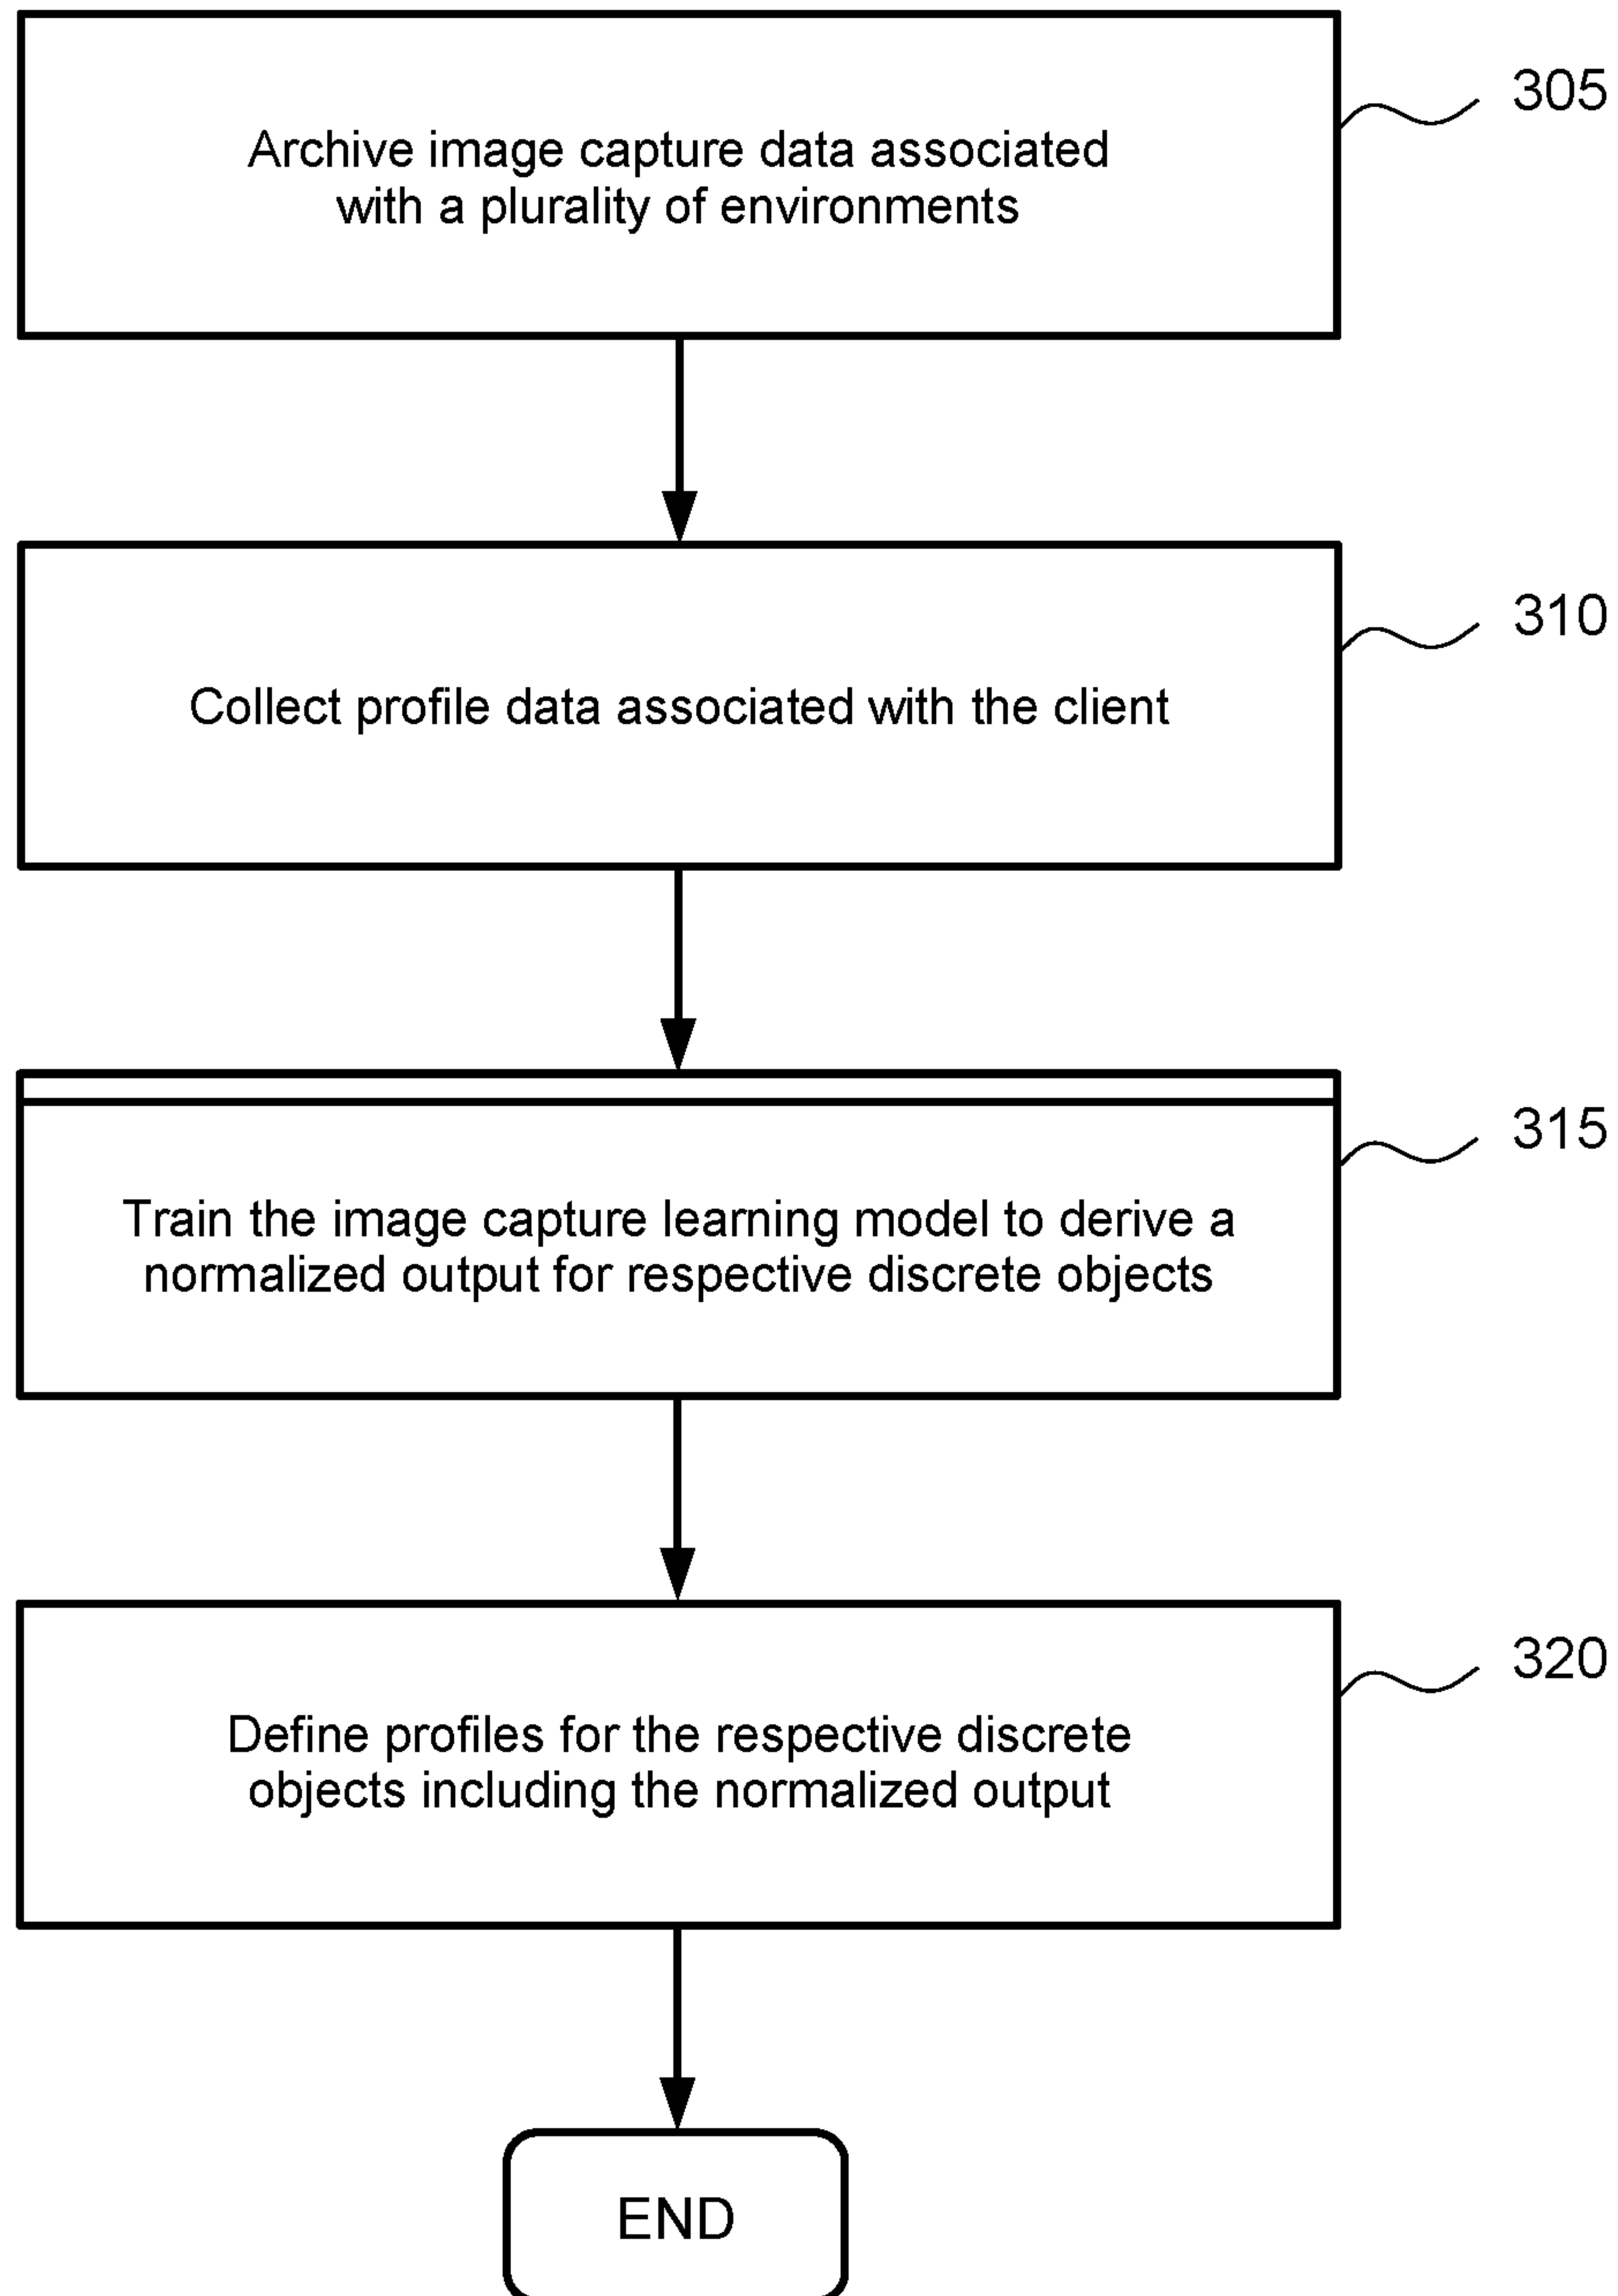 305
Archive image capture data associated
with a plurality of environments
310
Collect profile data associated with the client
315
Train the image capture learning model to derive a
normalized output for respective discrete objects
320
Define profiles for the respective discrete
objects including the normalized output
END